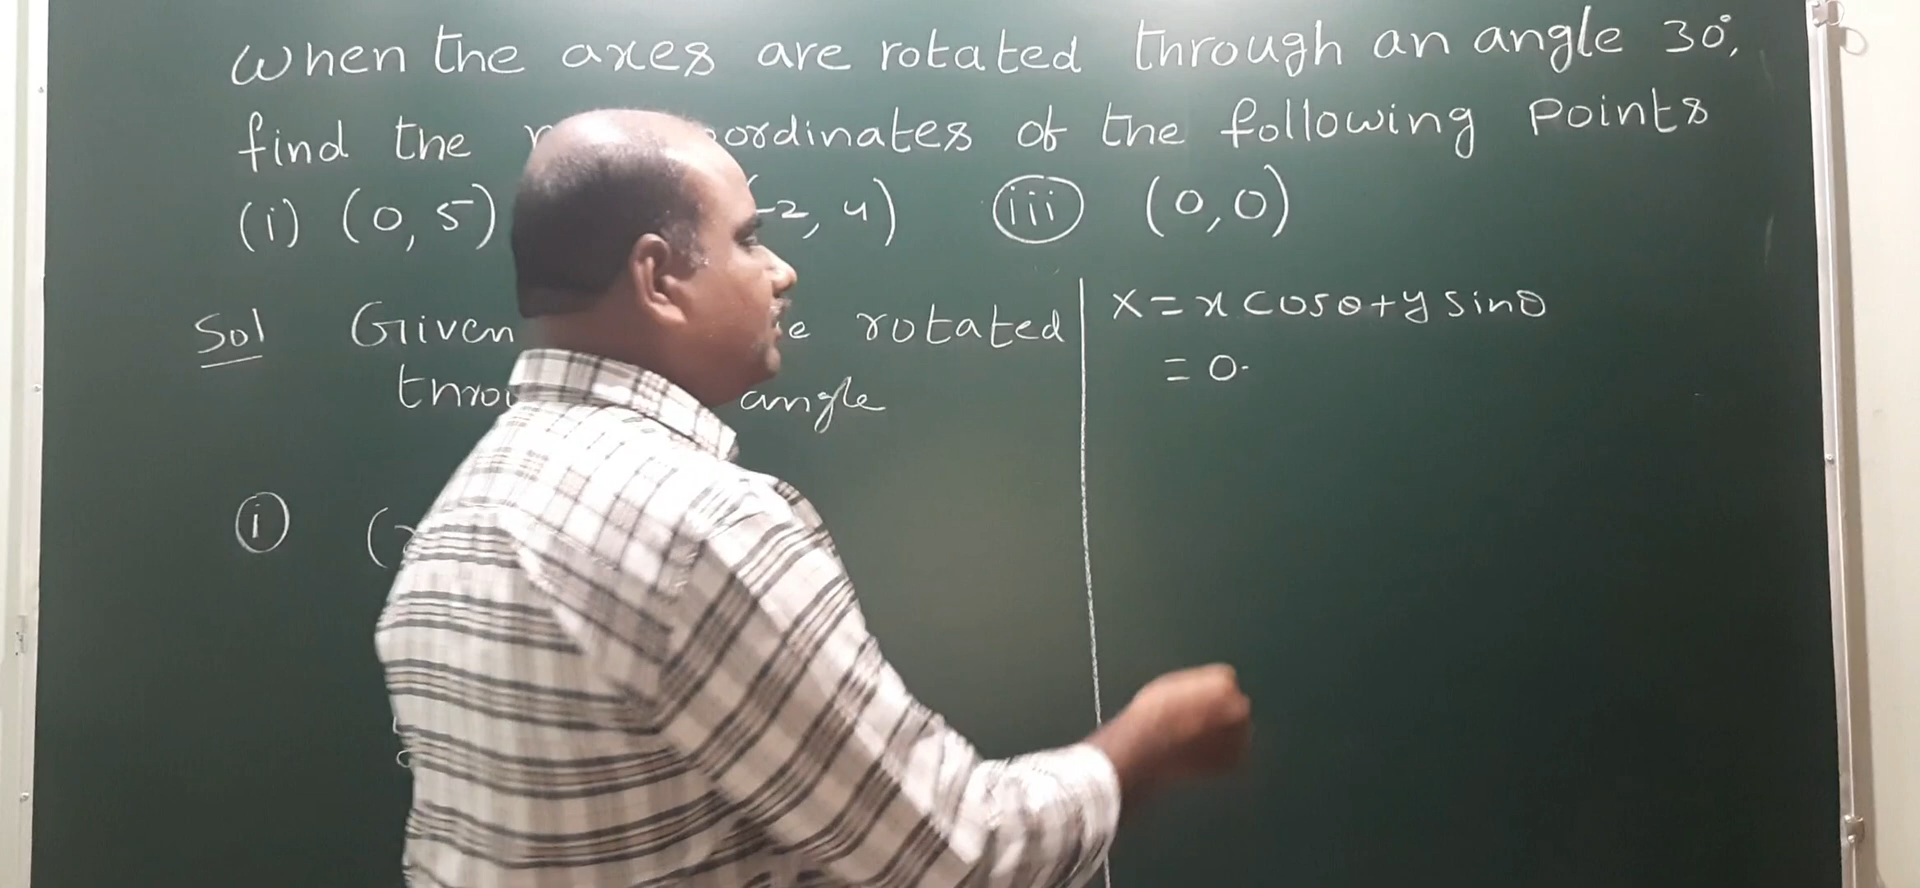 when the axes are rotated through an angle 30°,
find the ordinates of the following points
(i) (0,5) -2, 4) (iii) (0,0)
Sol Given rotated
angle
X = x cosθ + y sinθ
= 0.
(i) (